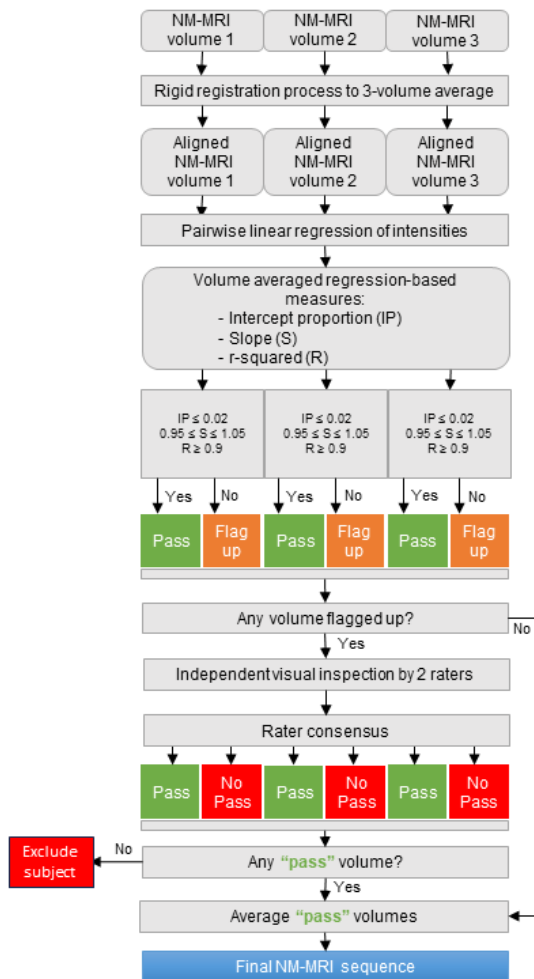 NM-MRI NM-MRI NM-MRI
volume 1 volume 2 volume 3
Rigid registration process to 3-volume average
Aligned Aligned Aligned
NM-MRI NM-MRI NM-MRI
volume 1 volume 2 volume 3
Pairwise linear regression of intensities
Volume averaged regression-based
measures:
- Intercept proportion (IP)
- Slope (S)
- r-squared (R)
IP ≤ 0.02 IP ≤ 0.02 IP ≤ 0.02
0.95 ≤ S ≤ 1.05 0.95 ≤ S ≤ 1.05 0.95 ≤ S ≤ 1.05
R ≥ 0.9 R ≥ 0.9 R ≥ 0.9
Yes No Yes No Yes No
Pass Flag up Pass Flag up Pass Flag up
Any volume flagged up?
No
Yes
Independent visual inspection by 2 raters
Rater consensus
Pass No Pass Pass No Pass Pass No Pass
Exclude subject
No
Any “pass” volume?
Yes
Average “pass” volumes
Final NM-MRI sequence